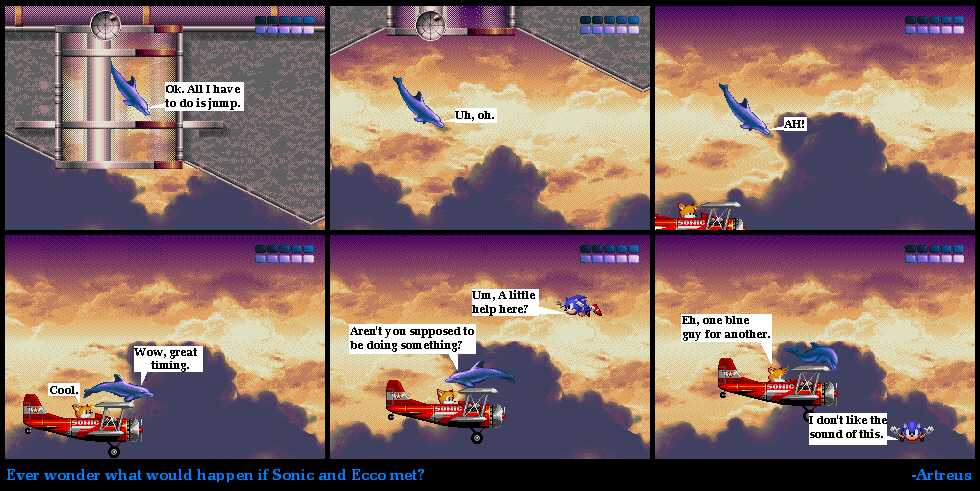 Ok. All I have
to do is jump.
Uh, oh.
AH!
SONIC
Wow, great
timing.
Cool.
SONIC
Um, A little
help here?
Aren't you supposed to
be doing something?
SONIC
Eh, one blue
guy for another.
SONIC
I don't like the
sound of this.
Ever wonder what would happen if Sonic and Ecco met?
-Artreus